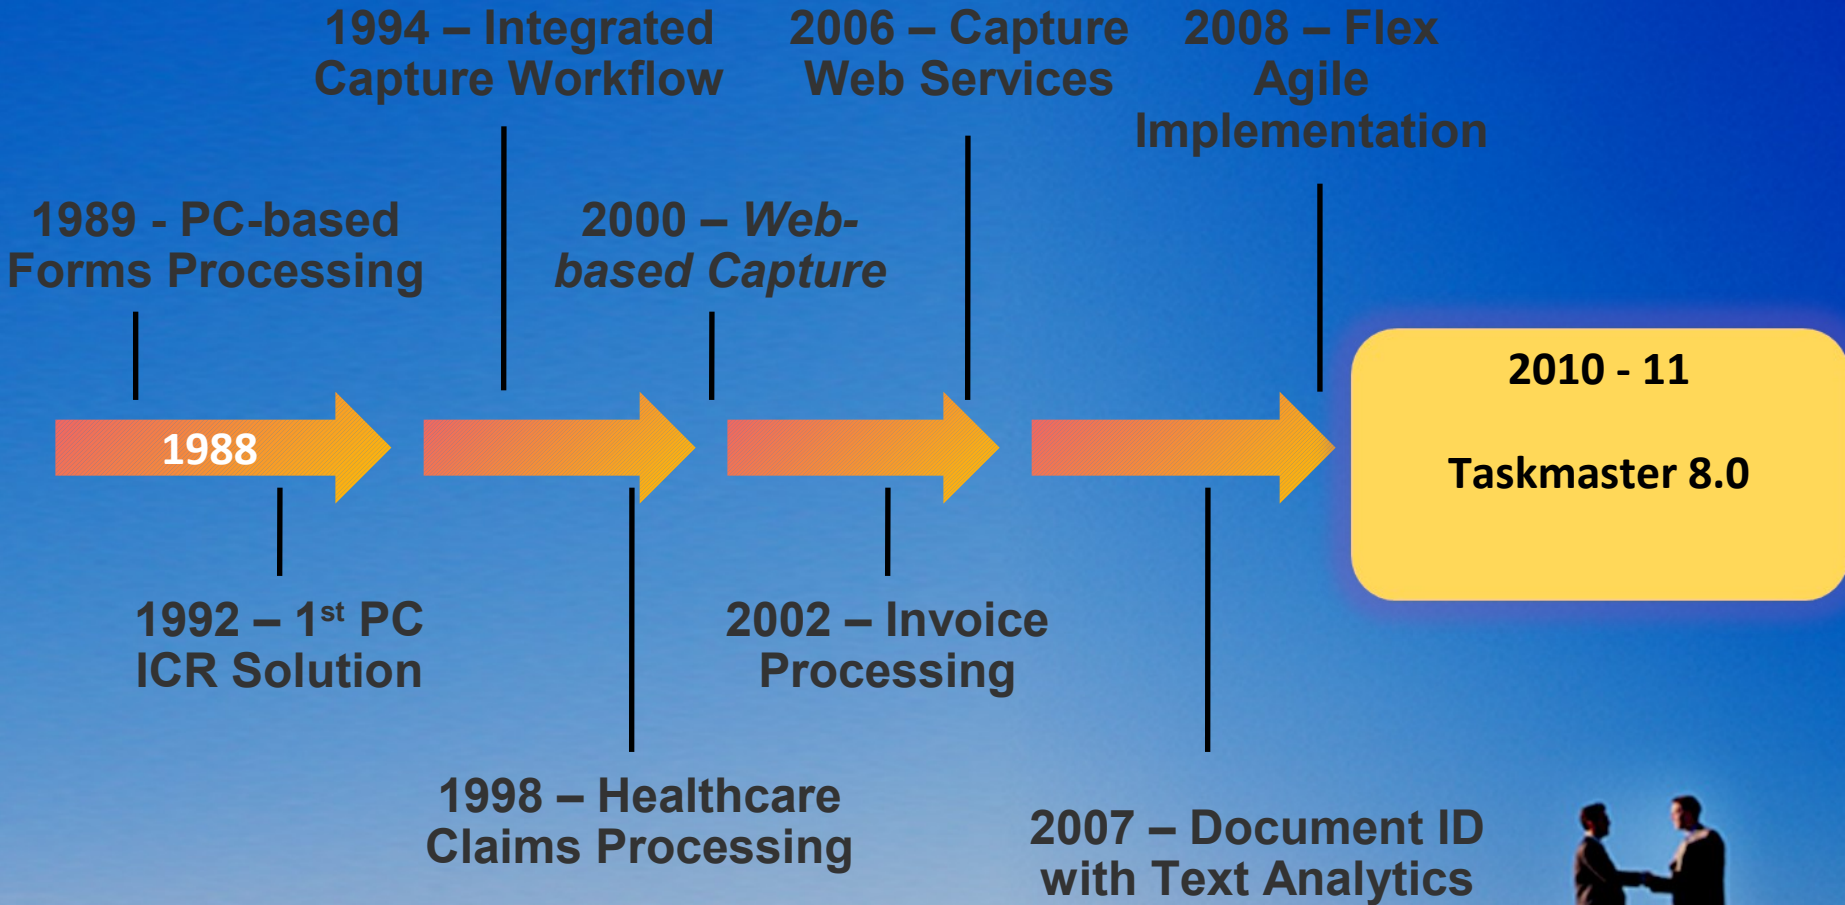 1994 – Integrated
Capture Workflow
2006 – Capture
Web Services
2008 – Flex
Agile
Implementation
1989 - PC-based
Forms Processing
2000 – Web-
based Capture
1988
2010 - 11
Taskmaster 8.0
1992 – 1st PC
ICR Solution
2002 – Invoice
Processing
1998 – Healthcare
Claims Processing
2007 – Document ID
with Text Analytics